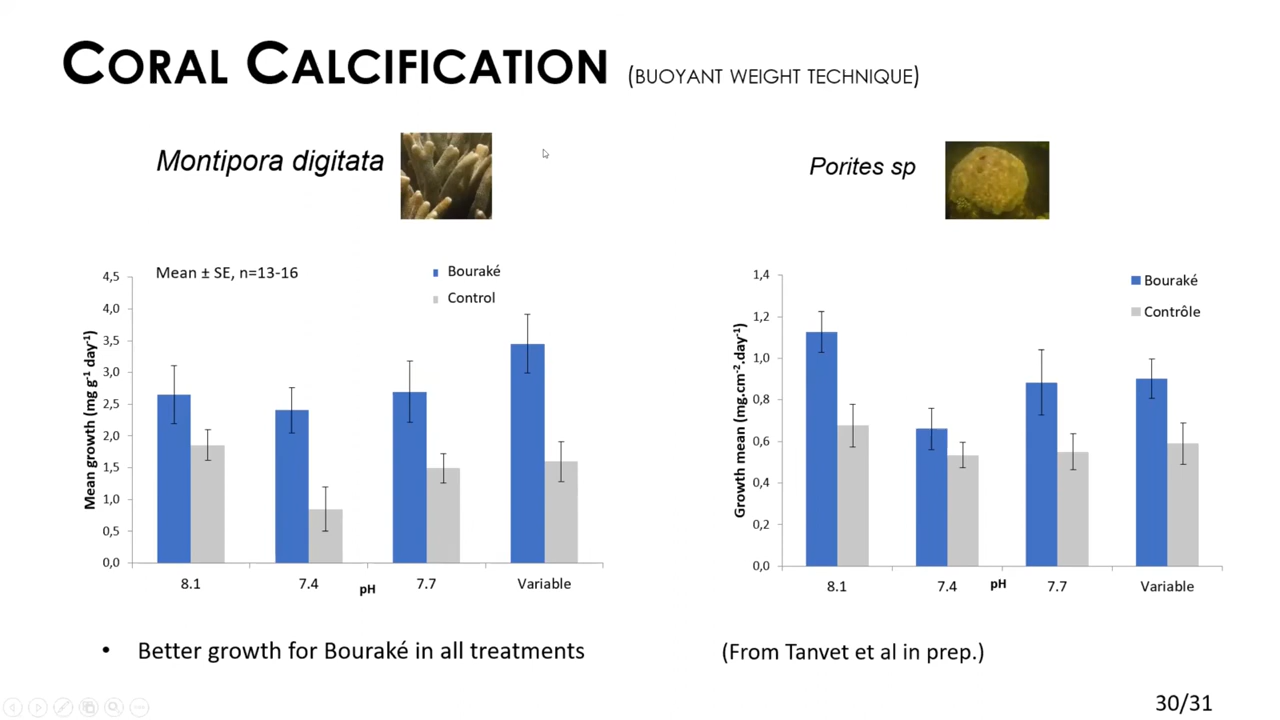 CORAL CALCIFICATION (BUOYANT WEIGHT TECHNIQUE)
Montipora digitata
Porites sp
Mean ± SE, n=13-16
Bouraké
Control
Mean growth (mg g-1 day-1)
4,5
4,0
3,5
3,0
2,5
2,0
1,5
1,0
0,5
0,0
8.1
7.4
7.7
Variable
pH
Bouraké
Contrôle
Growth mean (mg.cm-2.day-1)
1,4
1,2
1,0
0,8
0,6
0,4
0,2
0,0
8.1
7.4
7.7
Variable
pH
• Better growth for Bouraké in all treatments
(From Tanvet et al in prep.)
30/31